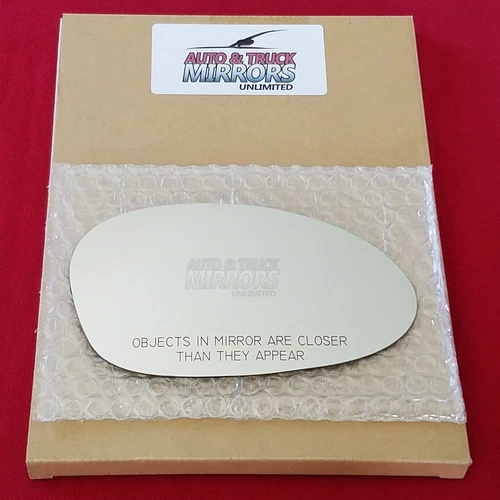 AUTO & TRUCK
MIRRORS
UNLIMITED
AUTO & TRUCK
MIRRORS
UNLIMITED
OBJECTS IN MIRROR ARE CLOSER
THAN THEY APPEAR